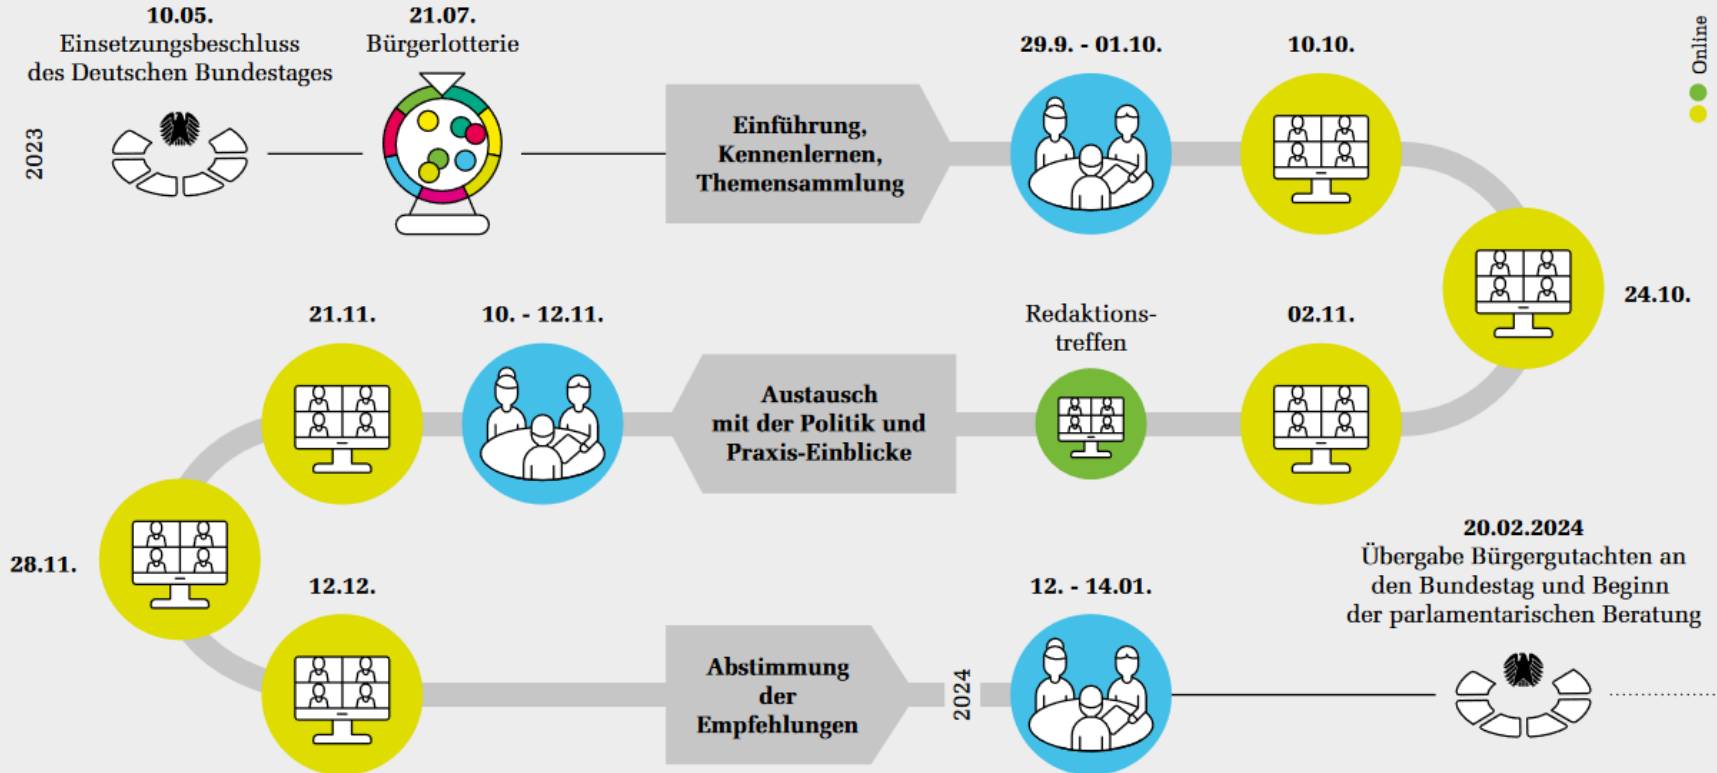 10.05.
Einsetzungsbeschluss
des Deutschen Bundestages
21.07.
Bürgerlotterie
2023
Einführung,
Kennenlernen,
Themensammlung
29.9. - 01.10.
10.10.
Online
24.10.
02.11.
Redaktions-
treffen
Austausch
mit der Politik und
Praxis-Einblicke
10. - 12.11.
21.11.
28.11.
12.12.
Abstimmung
der
Empfehlungen
2024
12. - 14.01.
20.02.2024
Übergabe Bürgergutachten an
den Bundestag und Beginn
der parlamentarischen Beratung